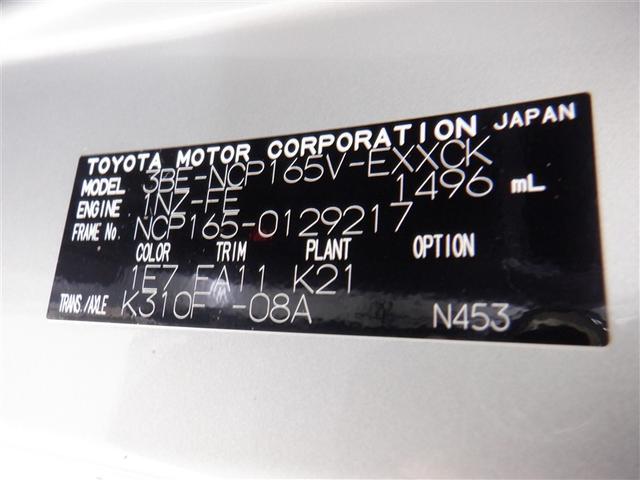 TOYOTA MOTOR CORPORATION JAPAN
MODEL 3BE-NCP165V-EXXCK
ENGINE 1NZ-FE 1496 mL
FRAME No. NCP165-0129217
COLOR TRIM PLANT OPTION
1E7 FA11 K21
TRANS./AXLE K310F -08A
N453